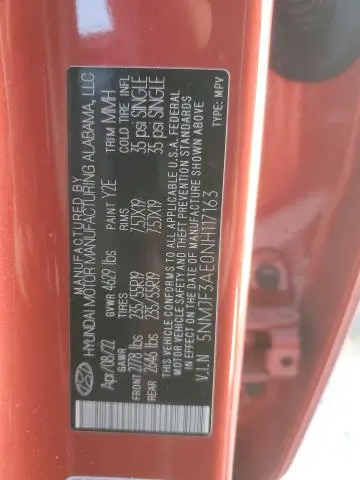 MANUFACTURED BY
HYUNDAI MOTOR MANUFACTURING ALABAMA, LLC
Apr/08/22 GVWR 4629 lbs PAINT Y2E TRIM MMH
GAWR TIRES RIMS COLD TIRE INFL
FRONT 2778 lbs 235/55R19 7.5JX19 35 psi SINGLE
REAR 2646 lbs 235/55R19 7.5JX19 35 psi SINGLE
THIS VEHICLE CONFORMS TO ALL APPLICABLE U.S.A. FEDERAL
MOTOR VEHICLE SAFETY, BUMPER, AND THEFT PREVENTION STANDARDS
IN EFFECT ON THE DATE OF MANUFACTURE SHOWN ABOVE
V.I.N 5NMJF3AE0NH117163 TYPE: MPV